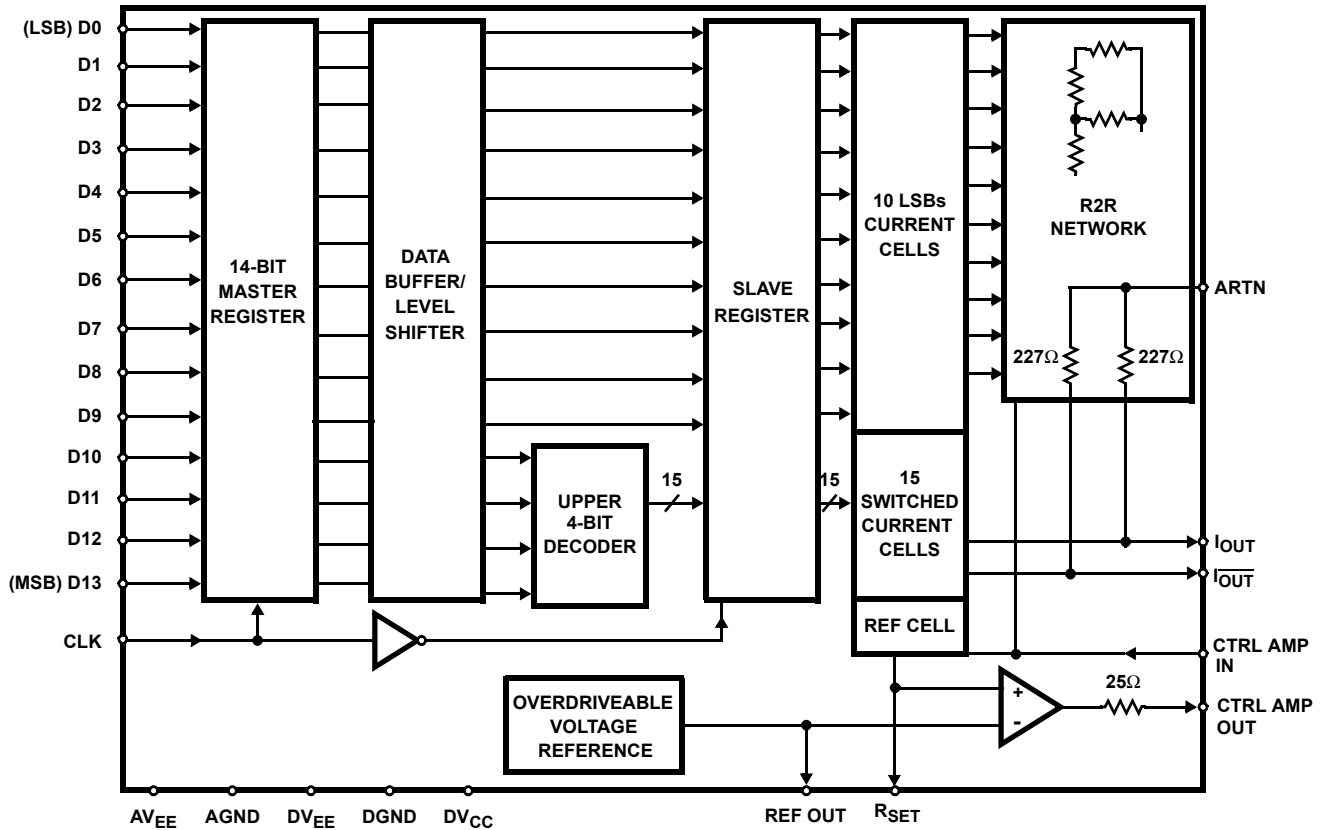 (LSB) D0
D1
D2
D3
D4
D5
D6
D7
D8
D9
D10
D11
D12
(MSB) D13
CLK
14-BIT
MASTER
REGISTER
DATA
BUFFER/
LEVEL
SHIFTER
UPPER
4-BIT
DECODER
15
SLAVE
REGISTER
15
10 LSBs
CURRENT
CELLS
15
SWITCHED
CURRENT
CELLS
REF CELL
R2R
NETWORK
227Ω
227Ω
ARTN
IOUT
IOUT
CTRL AMP
IN
25Ω
CTRL AMP
OUT
+
-
OVERDRIVEABLE
VOLTAGE
REFERENCE
AVEE
AGND
DVEE
DGND
DVCC
REF OUT
RSET